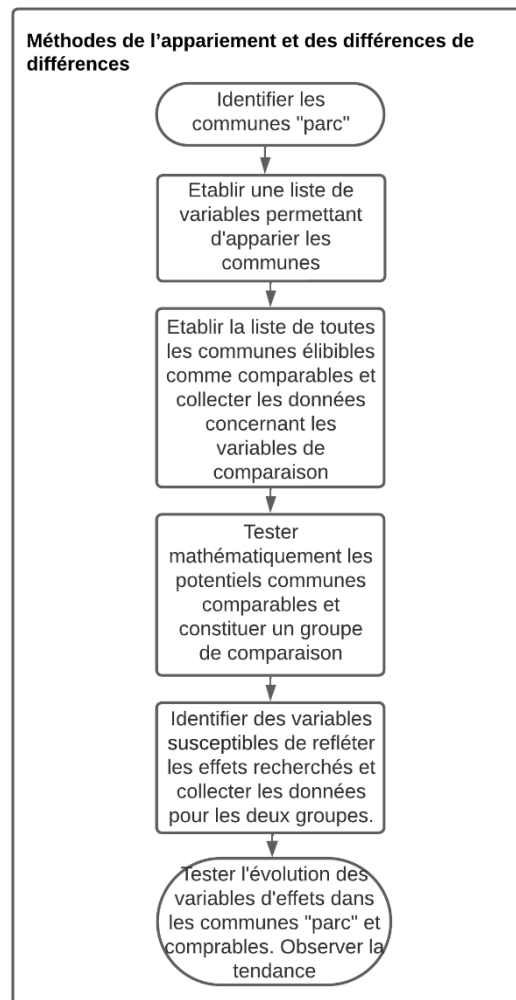 Méthodes de l'appariement et des différences de
différences
Identifier les
communes "parc"
Etablir une liste de
variables permettant
d'apparier les
communes
Etablir la liste de toutes
les communes élibibles
comme comparables et
collecter les données
concernant les
variables de
comparaison
Tester
mathématiquement les
potentiels communes
comparables et
constituer un groupe
de comparaison
Identifier des variables
susceptibles de refléter
les effets recherchés et
collecter les données
pour les deux groupes.
Tester l'évolution des
variables d'effets dans
les communes "parc" et
comprables. Observer la
tendance